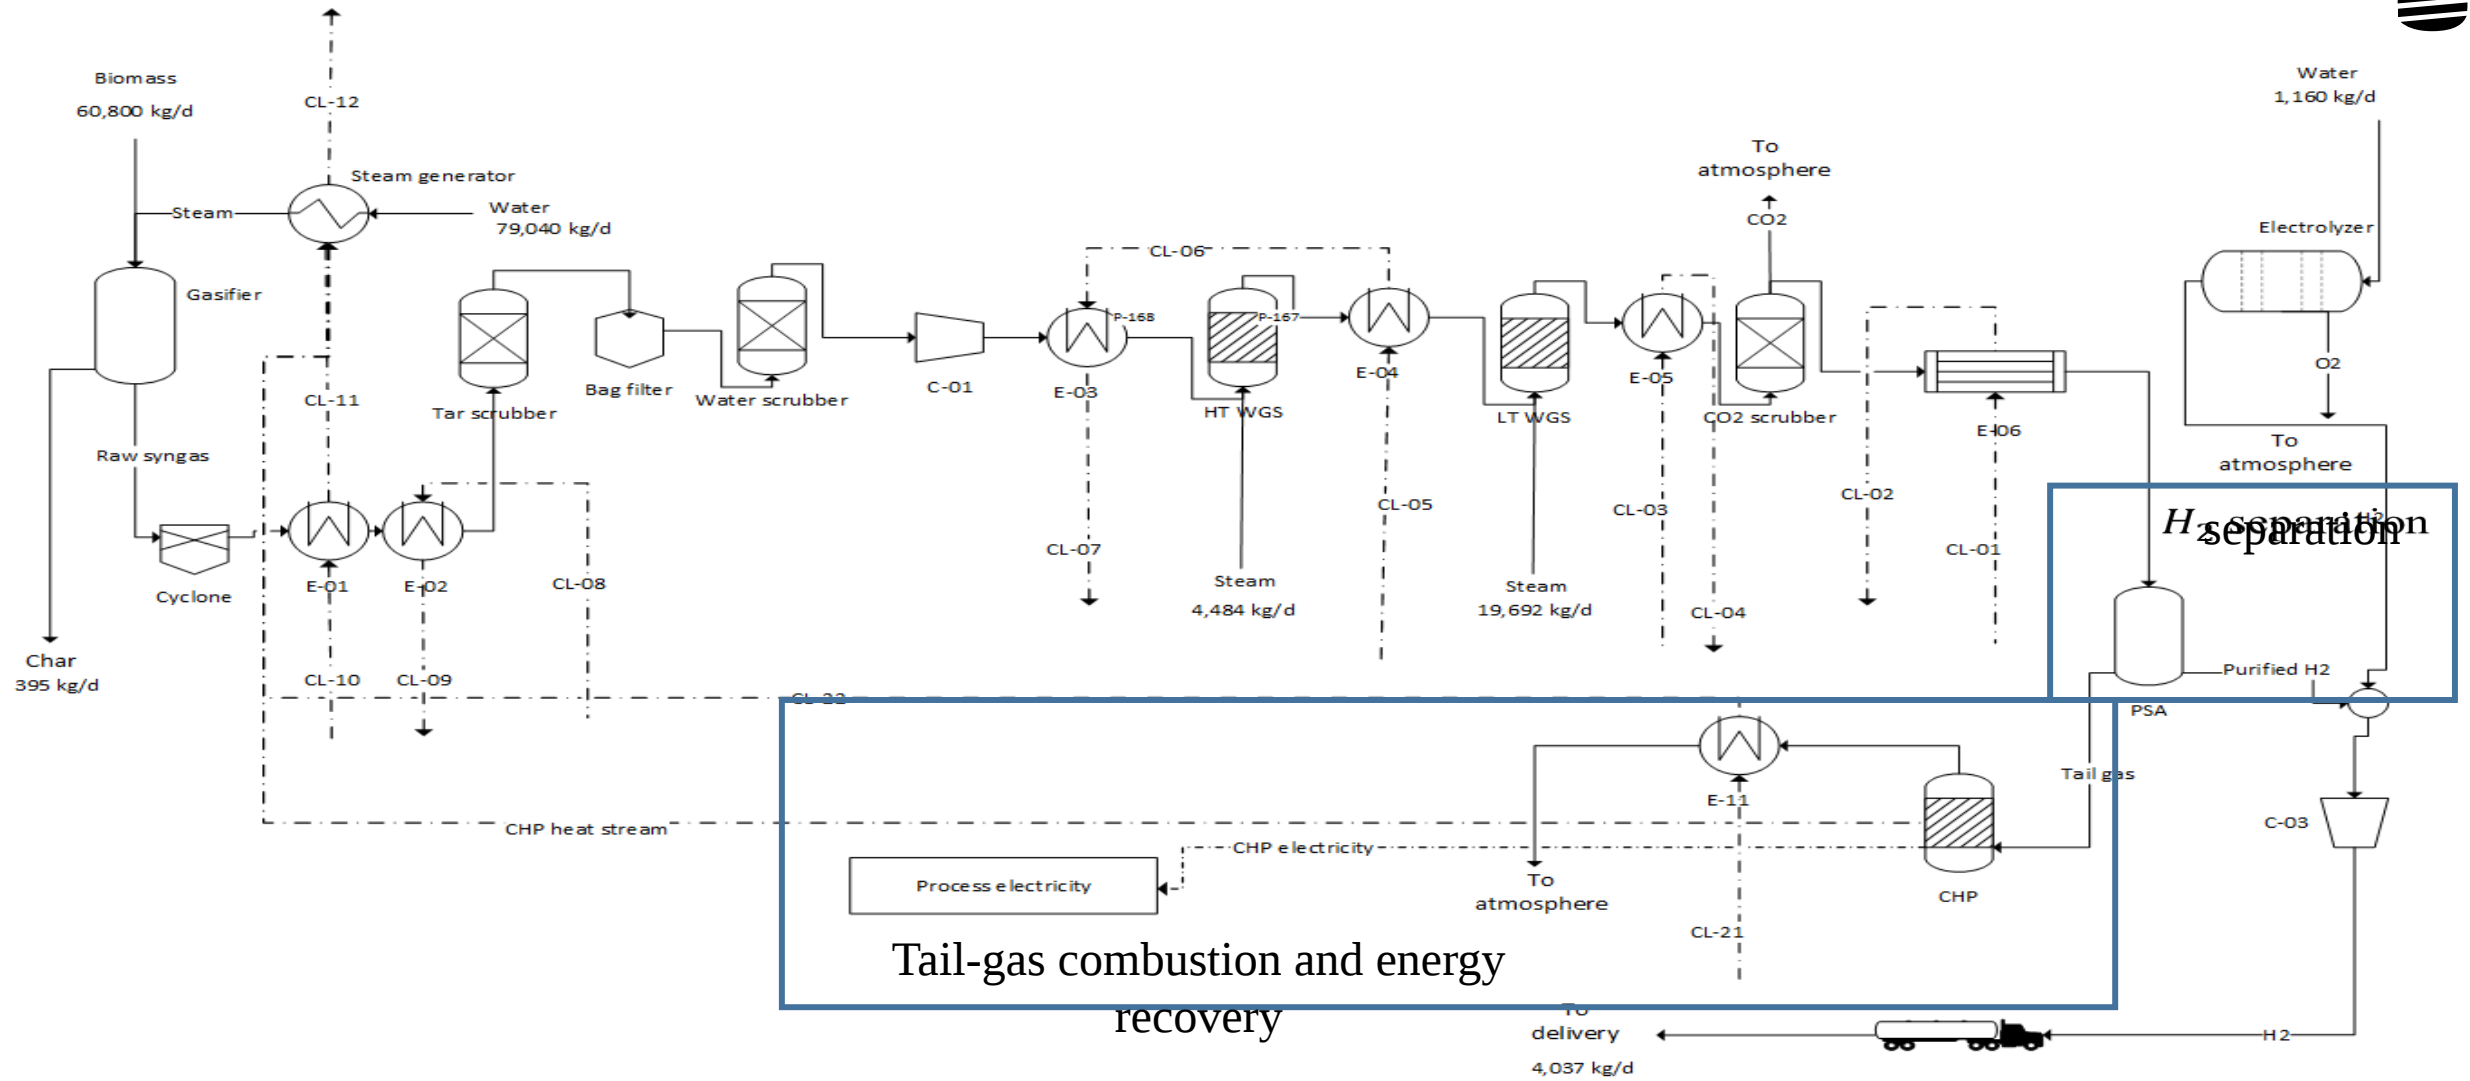 Biomass
60,800 kg/d
CL-12
Steam generator
Steam
Water
79,040 kg/d
Gasifier
CL-11
Raw syngas
Cyclone
Char
395 kg/d
E-01
E-02
CL-08
CL-10
CL-09
Tar scrubber
Bag filter
Water scrubber
C-01
CL-06
P-168
E-03
P-167
HT WGS
E-04
CL-07
CL-05
Steam
4,484 kg/d
LT WGS
Steam
19,692 kg/d
E-05
CL-03
CL-04
To
atmosphere
CO2
CO2 scrubber
CL-02
E-06
CL-01
Water
1,160 kg/d
Electrolyzer
O2
To
atmosphere
H2
H2 separation
separation
Purified H2
PSA
Tail gas
C-03
CL-22
E-11
CHP heat stream
CHP electricity
Process electricity
To
atmosphere
CHP
CL-21
Tail-gas combustion and energy
recovery
To
delivery
4,037 kg/d
H2